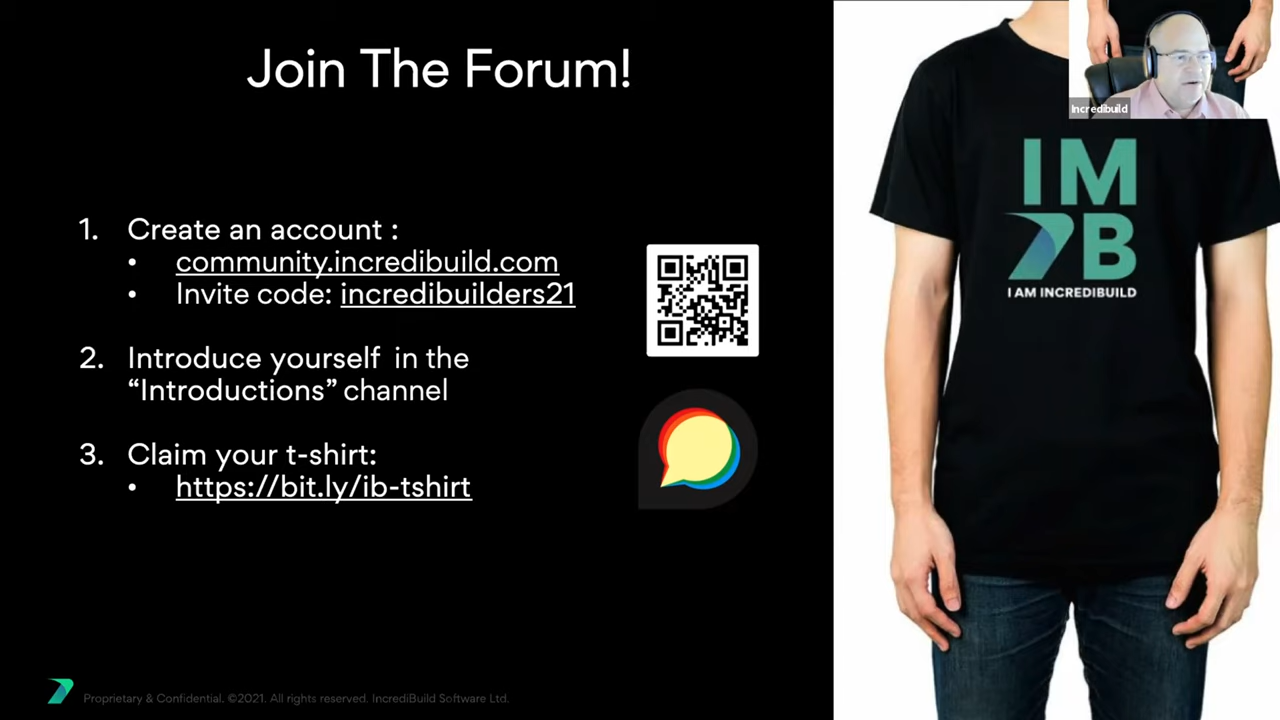 Join The Forum!
1. Create an account :
• community.incredibuild.com
• Invite code: incredibuilders21
2. Introduce yourself in the
“Introductions” channel
3. Claim your t-shirt:
• https://bit.ly/ib-tshirt
Proprietary & Confidential. ©2021. All rights reserved. IncrediBuild Software Ltd.
Incredibuild
I M
B
I AM INCREDIBUILD